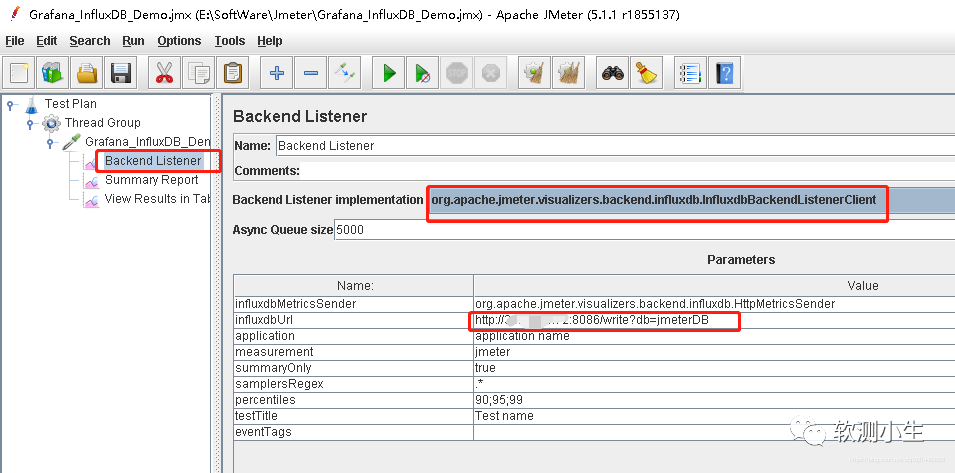 Grafana_InfluxDB_Demo.jmx (E:\SoftWare\Jmeter\Grafana_InfluxDB_Demo.jmx) - Apache JMeter (5.1.1 r1855137)
File Edit Search Run Options Tools Help
STOP
Test Plan
Thread Group
Grafana_InfluxDB_Den
Backend Listener
Summary Report
View Results in Tab
Backend Listener
Name: Backend Listener
Comments:
Backend Listener implementation org.apache.jmeter.visualizers.backend.influxdb.InfluxdbBackendListenerClient
Async Queue size 5000
Parameters
Name: Value
influxdbMetricsSender org.apache.jmeter.visualizers.backend.influxdb.HttpMetricsSender
influxdbUrl http:// 2:8086/write?db=jmeterDB
application application name
measurement jmeter
summaryOnly true
samplersRegex .*
percentiles 90;95;99
testTitle Test name
eventTags
软测小生